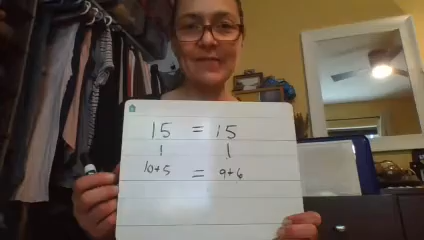 15 = 15
10+5 = 9+6